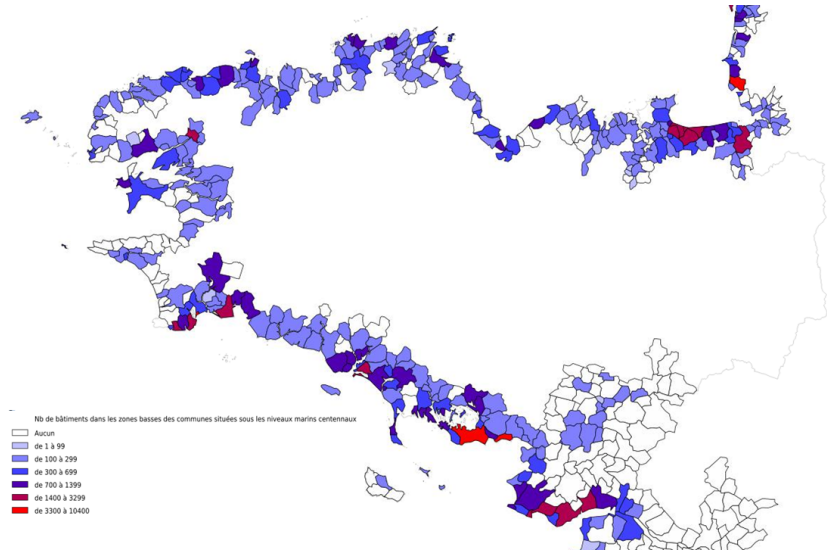 Nb de bâtiments dans les zones basses des communes situées sous les niveaux marins centennaux
Aucun
de 1 à 99
de 100 à 299
de 300 à 699
de 700 à 1399
de 1400 à 3299
de 3300 à 10400